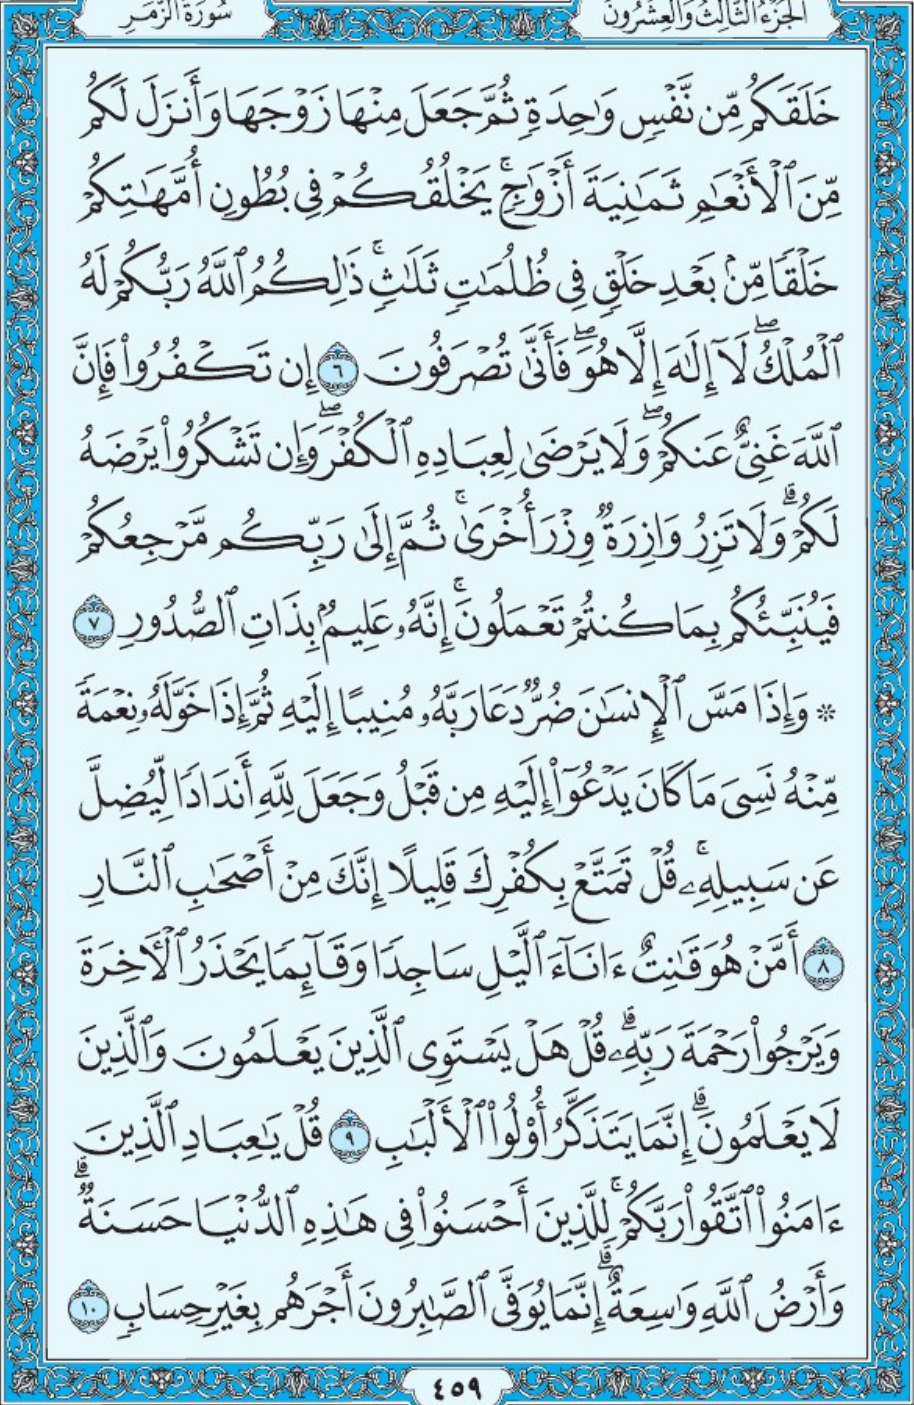 الجزء الثالث والعشرون
سورة الزمر
خَلَقَكُم مِّن نَّفْسٍ وَٰحِدَةٍ ثُمَّ جَعَلَ مِنْهَا زَوْجَهَا وَأَنزَلَ لَكُم
مِّنَ ٱلْأَنْعَٰمِ ثَمَٰنِيَةَ أَزْوَٰجٍۚ يَخْلُقُكُمْ فِى بُطُونِ أُمَّهَٰتِكُمْ
خَلْقًا مِّنۢ بَعْدِ خَلْقٍ فِى ظُلُمَٰتٍ ثَلَٰثٍۚ ذَٰلِكُمُ ٱللَّهُ رَبُّكُمْ لَهُ
ٱلْمُلْكُۖ لَآ إِلَٰهَ إِلَّا هُوَۖ فَأَنَّىٰ تُصْرَفُونَ ٦ إِن تَكْفُرُوا۟ فَإِنَّ
ٱللَّهَ غَنِىٌّ عَنكُمْۖ وَلَا يَرْضَىٰ لِعِبَادِهِ ٱلْكُفْرَۖ وَإِن تَشْكُرُوا۟ يَرْضَهُ
لَكُمْۗ وَلَا تَزِرُ وَازِرَةٌ وِزْرَ أُخْرَىٰۚ ثُمَّ إِلَىٰ رَبِّكُم مَّرْجِعُكُمْ
فَيُنَبِّئُكُم بِمَا كُنتُمْ تَعْمَلُونَۚ إِنَّهُۥ عَلِيمٌۢ بِذَاتِ ٱلصُّدُورِ ٧
۞ وَإِذَا مَسَّ ٱلْإِنسَٰنَ ضُرٌّ دَعَا رَبَّهُۥ مُنِيبًا إِلَيْهِ ثُمَّ إِذَا خَوَّلَهُۥ نِعْمَةً
مِّنْهُ نَسِىَ مَا كَانَ يَدْعُوٓا۟ إِلَيْهِ مِن قَبْلُ وَجَعَلَ لِلَّهِ أَندَادًا لِّيُضِلَّ
عَن سَبِيلِهِۦۚ قُلْ تَمَتَّعْ بِكُفْرِكَ قَلِيلًا إِنَّكَ مِنْ أَصْحَٰبِ ٱلنَّارِ
٨ أَمَّنْ هُوَ قَٰنِتٌ ءَانَآءَ ٱلَّيْلِ سَاجِدًا وَقَآئِمًا يَحْذَرُ ٱلْءَاخِرَةَ
وَيَرْجُوا۟ رَحْمَةَ رَبِّهِۦۗ قُلْ هَلْ يَسْتَوِى ٱلَّذِينَ يَعْلَمُونَ وَٱلَّذِينَ
لَا يَعْلَمُونَۗ إِنَّمَا يَتَذَكَّرُ أُو۟لُوا۟ ٱلْأَلْبَٰبِ ٩ قُلْ يَٰعِبَادِ ٱلَّذِينَ
ءَامَنُوا۟ ٱتَّقُوا۟ رَبَّكُمْۚ لِلَّذِينَ أَحْسَنُوا۟ فِى هَٰذِهِ ٱلدُّنْيَا حَسَنَةٌۗ
وَأَرْضُ ٱللَّهِ وَٰسِعَةٌۗ إِنَّمَا يُوَفَّى ٱلصَّٰبِرُونَ أَجْرَهُم بِغَيْرِ حِسَابٍ ١٠
٤٥٩